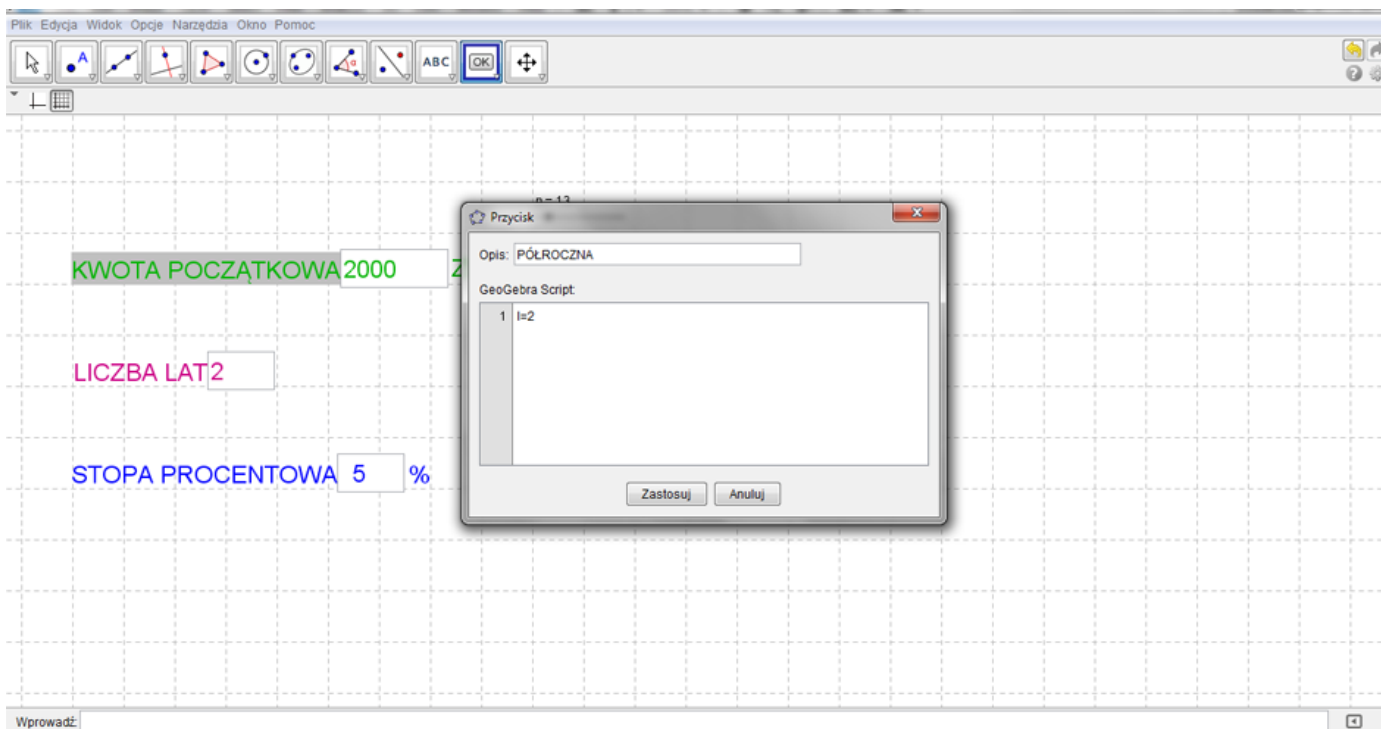 Plik Edycja Widok Opcje Narzędzia Okno Pomoc
A
ABC
OK
n = 13
Przycisk
Opis: PÓŁROCZNA
GeoGebra Script:
1 l=2
KWOTA POCZĄTKOWA 2000 Z
LICZBA LAT 2
STOPA PROCENTOWA 5 %
Zastosuj Anuluj
Wprowadź: